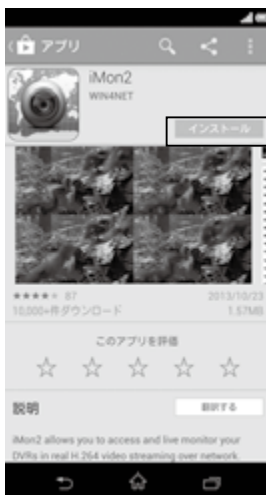 アプリ
iMon2
WIN4NET
インストール
87
2013/10/23
10,000+件ダウンロード
1.57MB
このアプリを評価
説明
翻訳する
iMon2 allows you to access and live monitor your
DVRs in real H.264 video streaming over network.